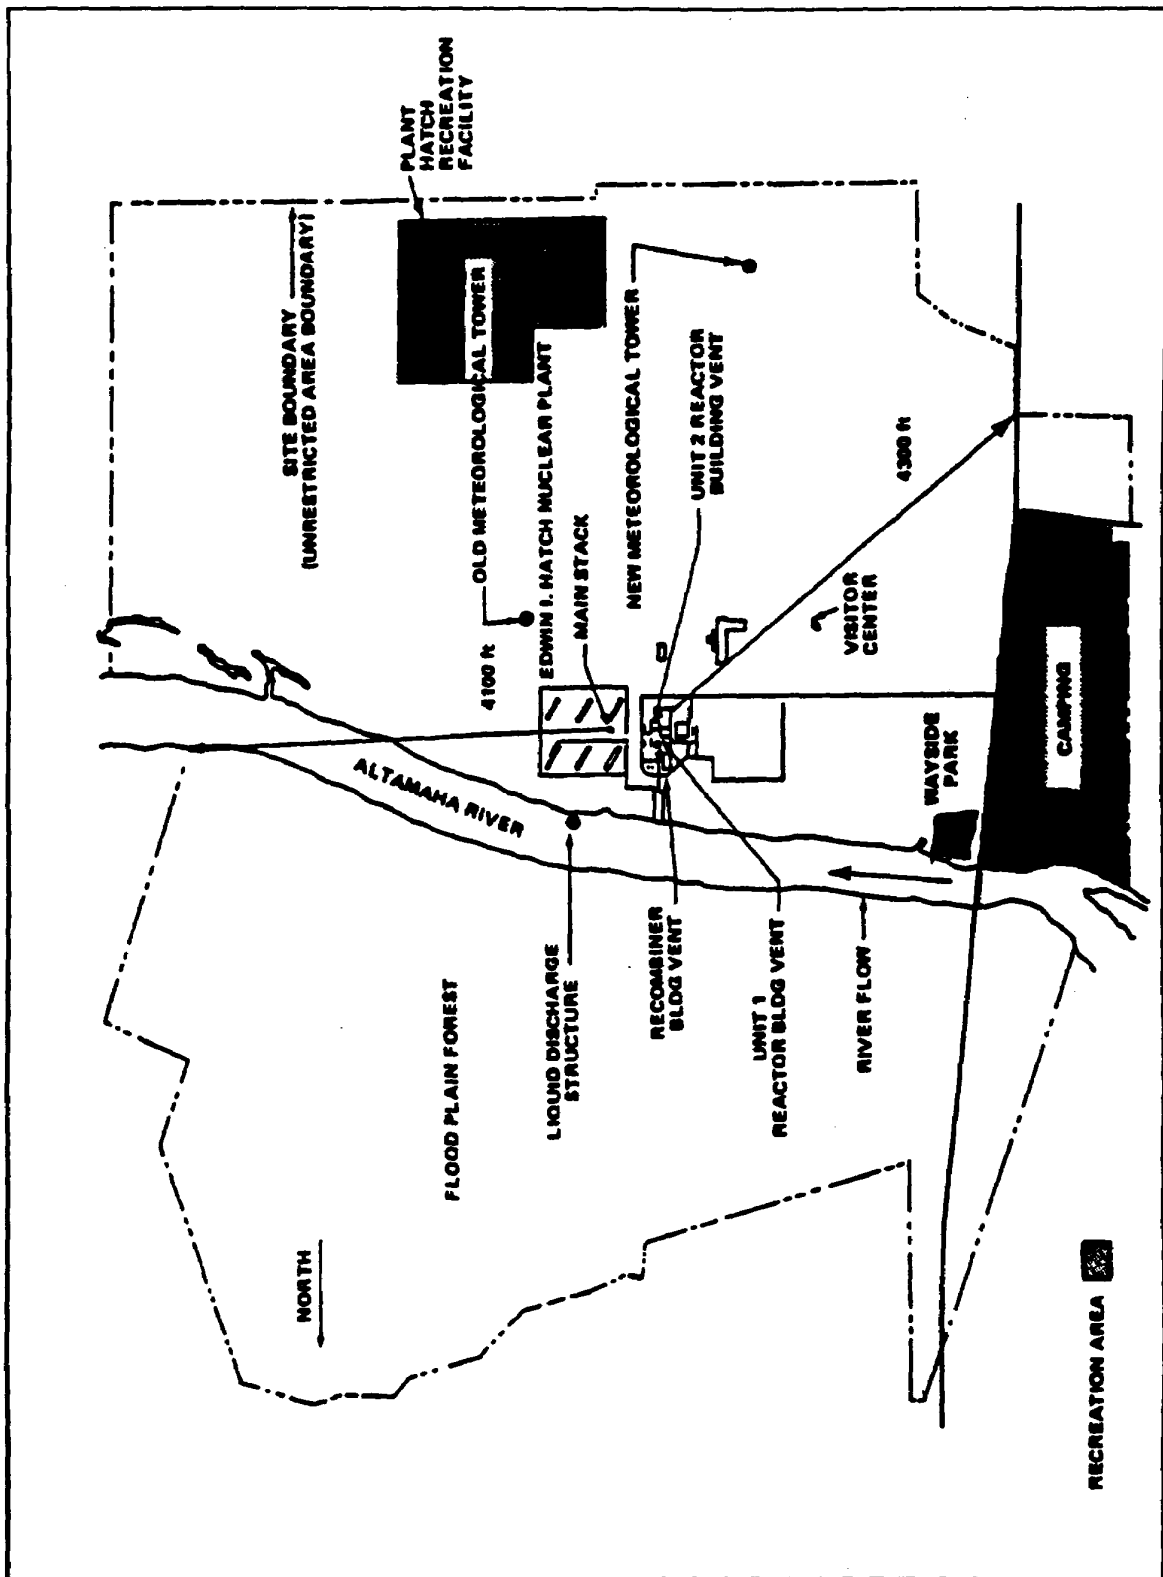 PLANT
HATCH
RECREATION
FACILITY
SITE BOUNDARY
(UNRESTRICTED AREA BOUNDARY)
OLD METEOROLOGICAL TOWER
4100 ft
EDWIN I. HATCH NUCLEAR PLANT
MAIN STACK
NEW METEOROLOGICAL TOWER
UNIT 2 REACTOR
BUILDING VENT
4300 ft
VISITOR
CENTER
ALTAMAHA RIVER
WAYSIDE
PARK
CAMPING
FLOOD PLAIN FOREST
LIQUID DISCHARGE
STRUCTURE
RECOMBINER
BLDG VENT
UNIT 1
REACTOR BLDG VENT
RIVER FLOW
NORTH
RECREATION AREA